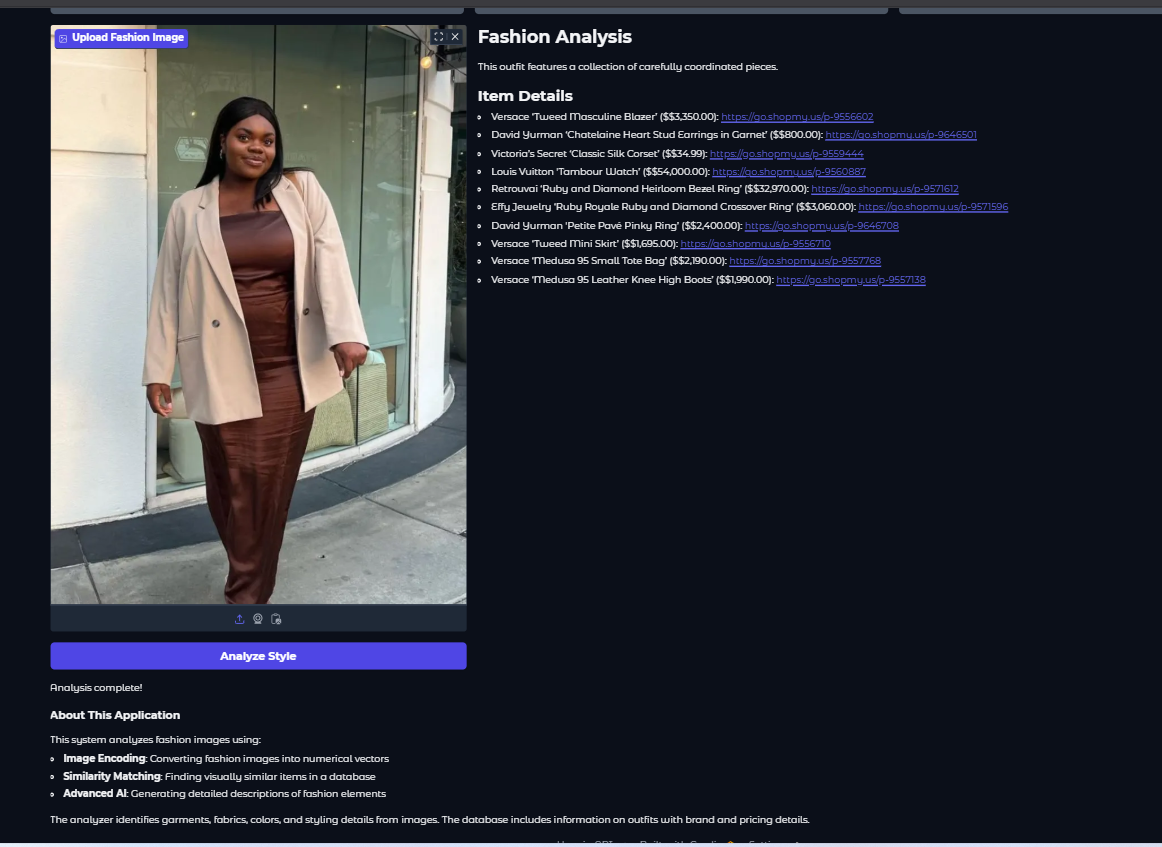 Upload Fashion Image
Fashion Analysis
This outfit features a collection of carefully coordinated pieces.
Item Details
Versace 'Tweed Masculine Blazer' ($$3,350.00): https://go.shopmy.us/p-9556602
David Yurman 'Chatelaine Heart Stud Earrings in Garnet' ($$800.00): https://go.shopmy.us/p-9646501
Victoria's Secret 'Classic Silk Corset' ($$34.99): https://go.shopmy.us/p-9559444
Louis Vuitton 'Tambour Watch' ($$54,000.00): https://go.shopmy.us/p-9560887
Retrouvai 'Ruby and Diamond Heirloom Bezel Ring' ($$32,970.00): https://go.shopmy.us/p-9571612
Effy Jewelry 'Ruby Royale Ruby and Diamond Crossover Ring' ($$3,060.00): https://go.shopmy.us/p-9571596
David Yurman 'Petite Pavé Pinky Ring' ($$2,400.00): https://go.shopmy.us/p-9646708
Versace 'Tweed Mini Skirt' ($$1,695.00): https://go.shopmy.us/p-9556710
Versace 'Medusa 95 Small Tote Bag' ($$2,190.00): https://go.shopmy.us/p-9557768
Versace 'Medusa 95 Leather Knee High Boots' ($$1,990.00): https://go.shopmy.us/p-9557138
Analyze Style
Analysis complete!
About This Application
This system analyzes fashion images using:
Image Encoding: Converting fashion images into numerical vectors
Similarity Matching: Finding visually similar items in a database
Advanced AI: Generating detailed descriptions of fashion elements
The analyzer identifies garments, fabrics, colors, and styling details from images. The database includes information on outfits with brand and pricing details.